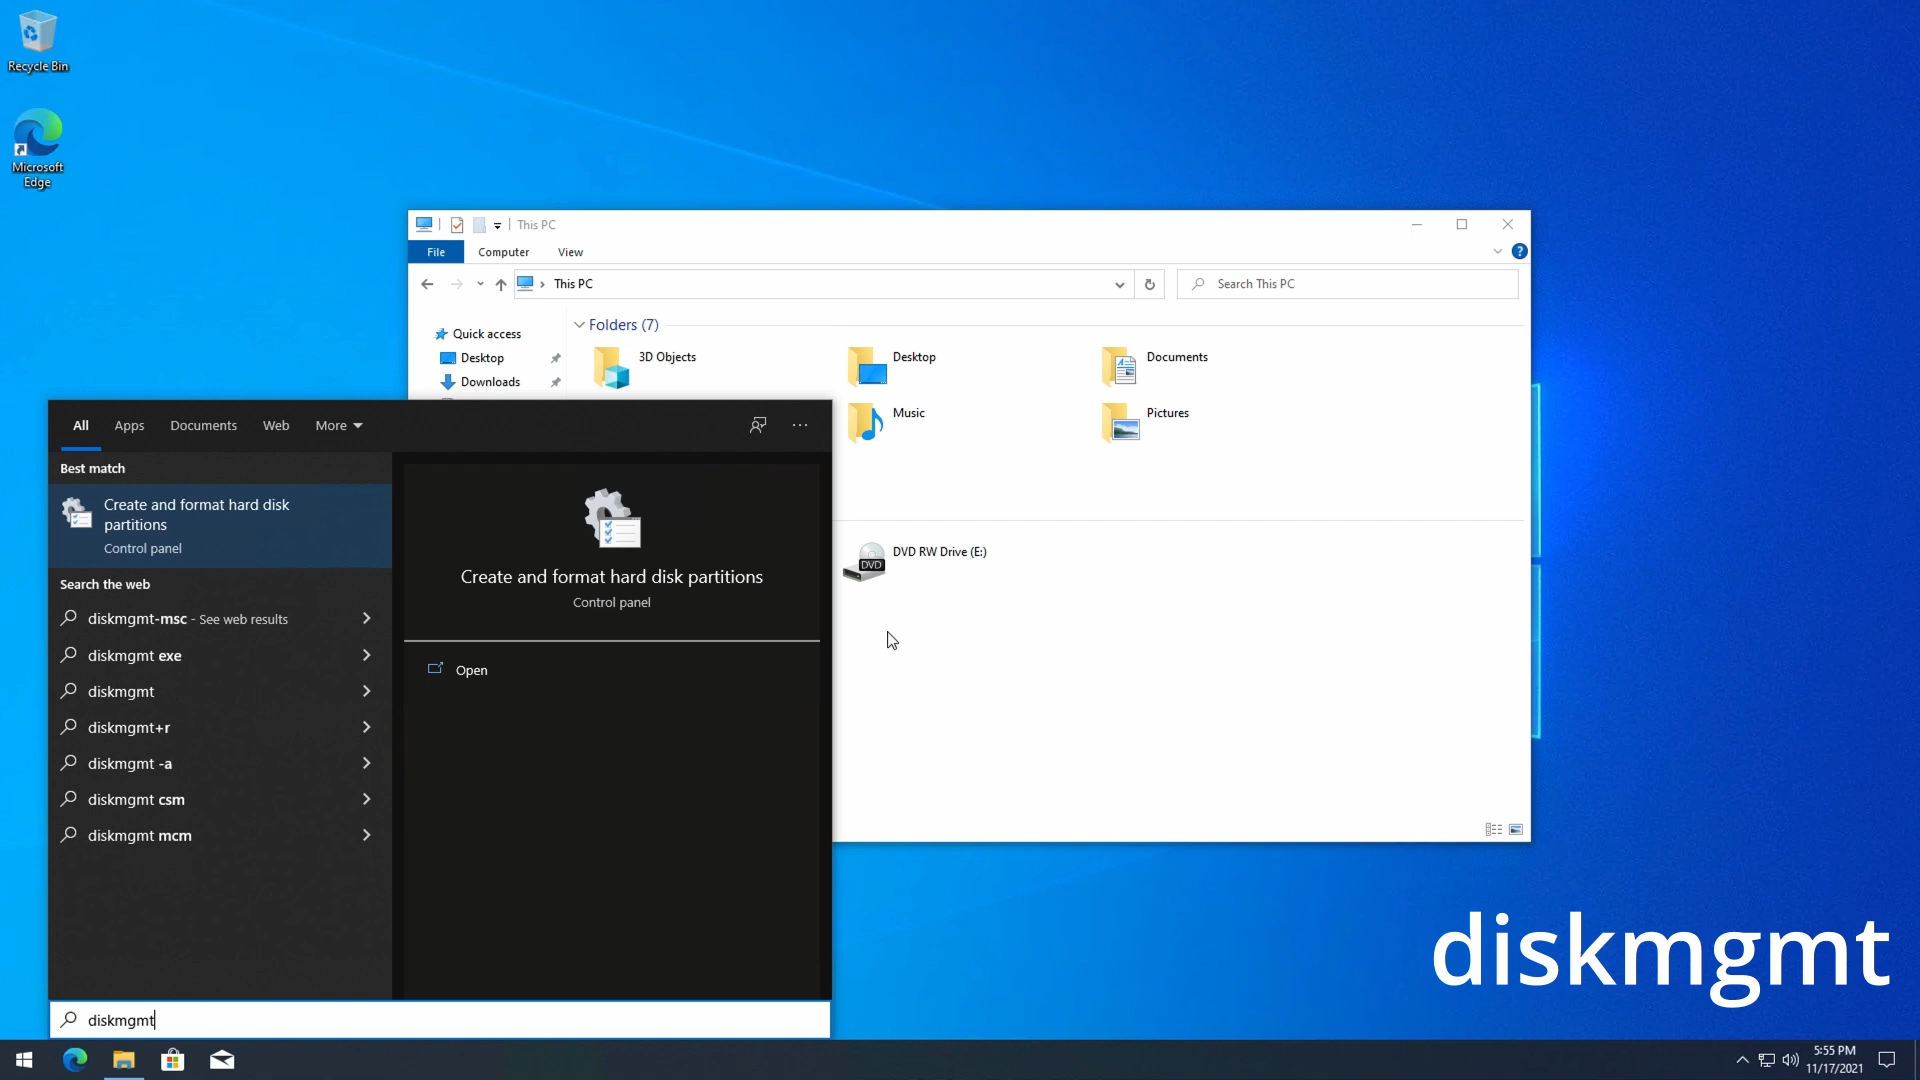 Recycle Bin
Microsoft
Edge
This PC
File
Computer
View
This PC
Search This PC
Quick access
Desktop
Downloads
Folders (7)
3D Objects
Desktop
Documents
Music
Pictures
DVD RW Drive (E:)
DVD
All
Apps
Documents
Web
More
Best match
Create and format hard disk
partitions
Control panel
Search the web
diskmgmt-msc - See web results
diskmgmt exe
diskmgmt
diskmgmt+r
diskmgmt -a
diskmgmt csm
diskmgmt mcm
Create and format hard disk partitions
Control panel
Open
diskmgmt
diskmgmt
5:55 PM
11/17/2021